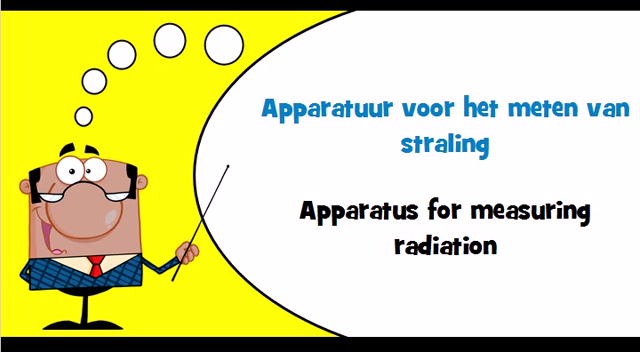 Apparatuur voor het meten van
straling
Apparatus for measuring
radiation